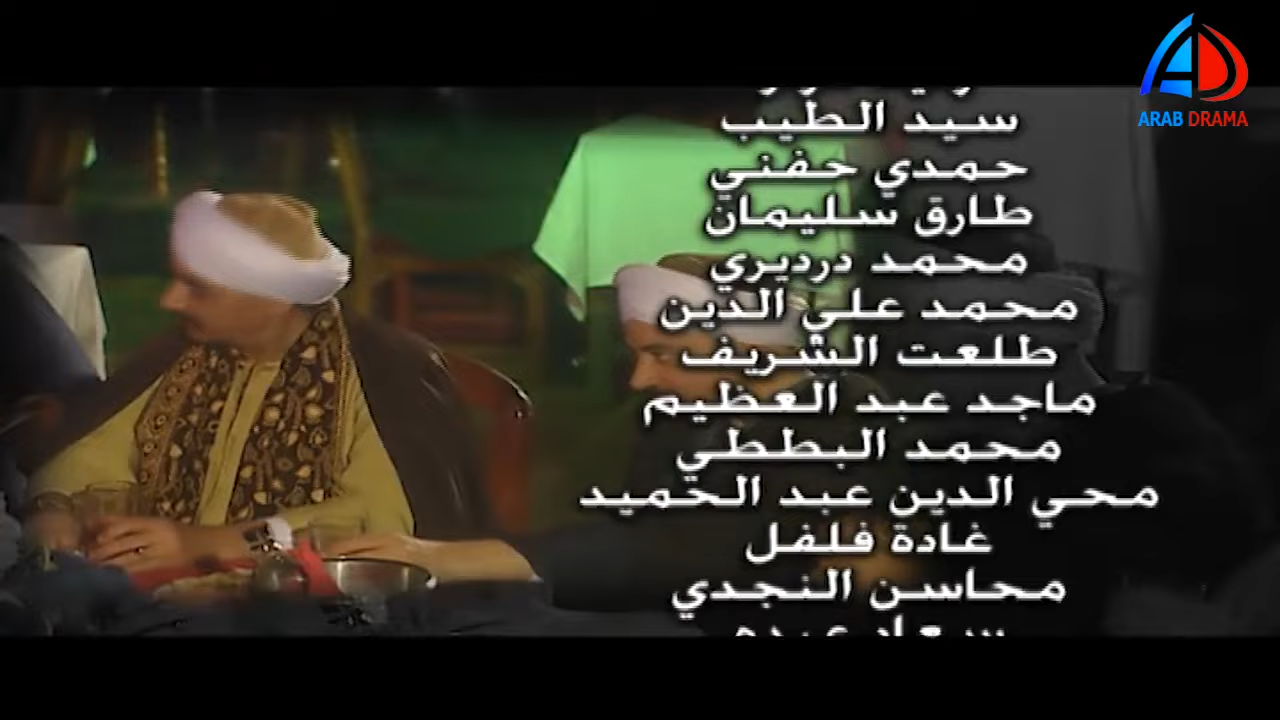 ARAB DRAMA
سيد الطيب
حمدي حفني
طارق سليمان
محمد درديري
محمد علي الدين
طلعت الشريف
ماجد عبد العظيم
محمد البططي
محي الدين عبد الحميد
غادة فلفل
محاسن النجدي